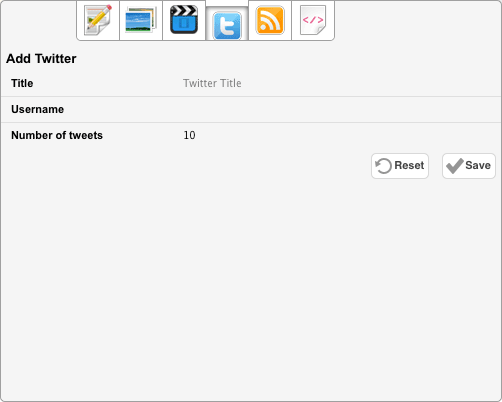 Add Twitter
Title Twitter Title
Username
Number of tweets 10
Reset Save